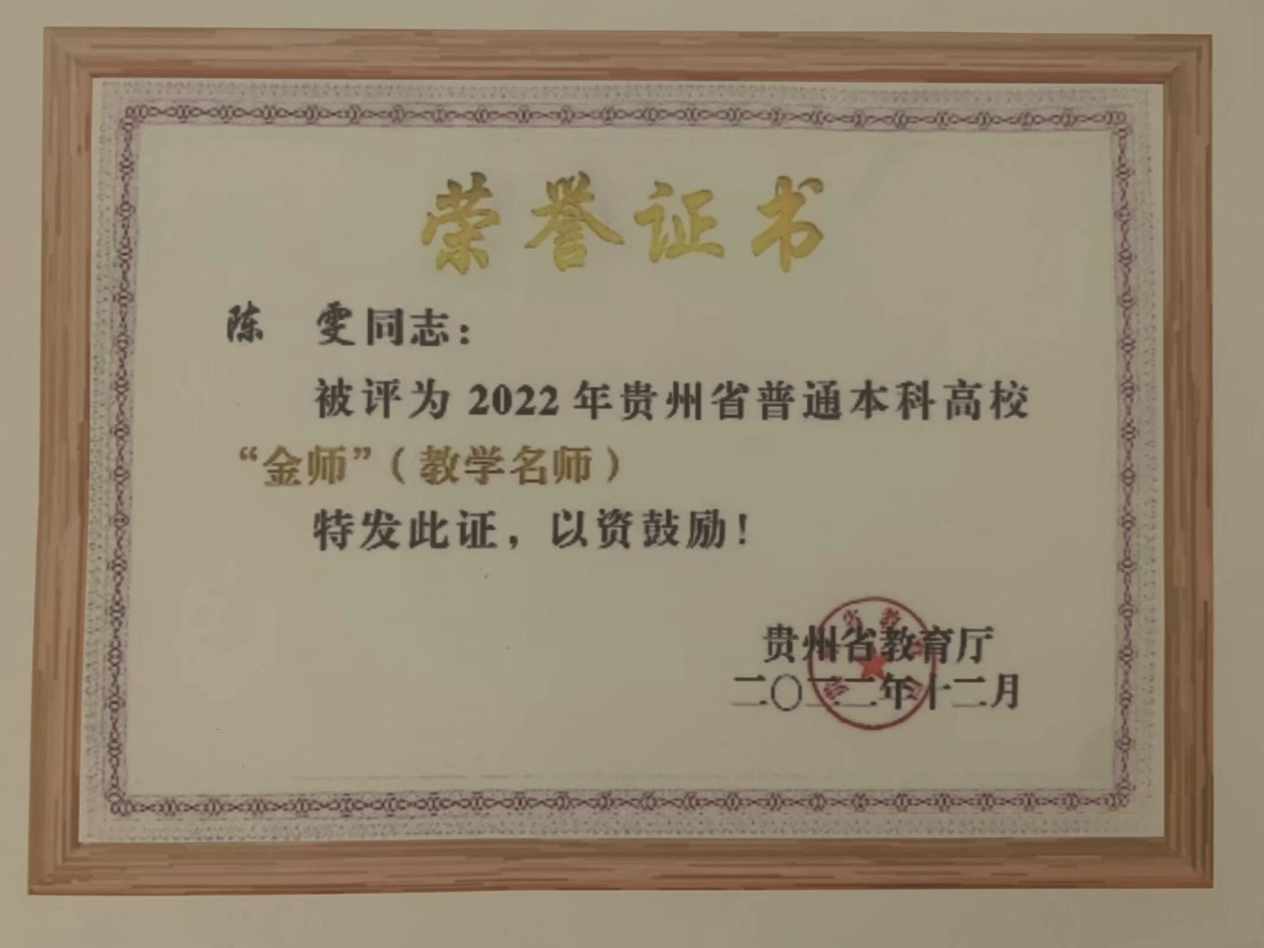 荣誉证书
陈 雯同志：
被评为 2022 年贵州省普通本科高校
“金师”（教学名师）
特发此证，以资鼓励！
贵州省教育厅
二〇二二年十二月